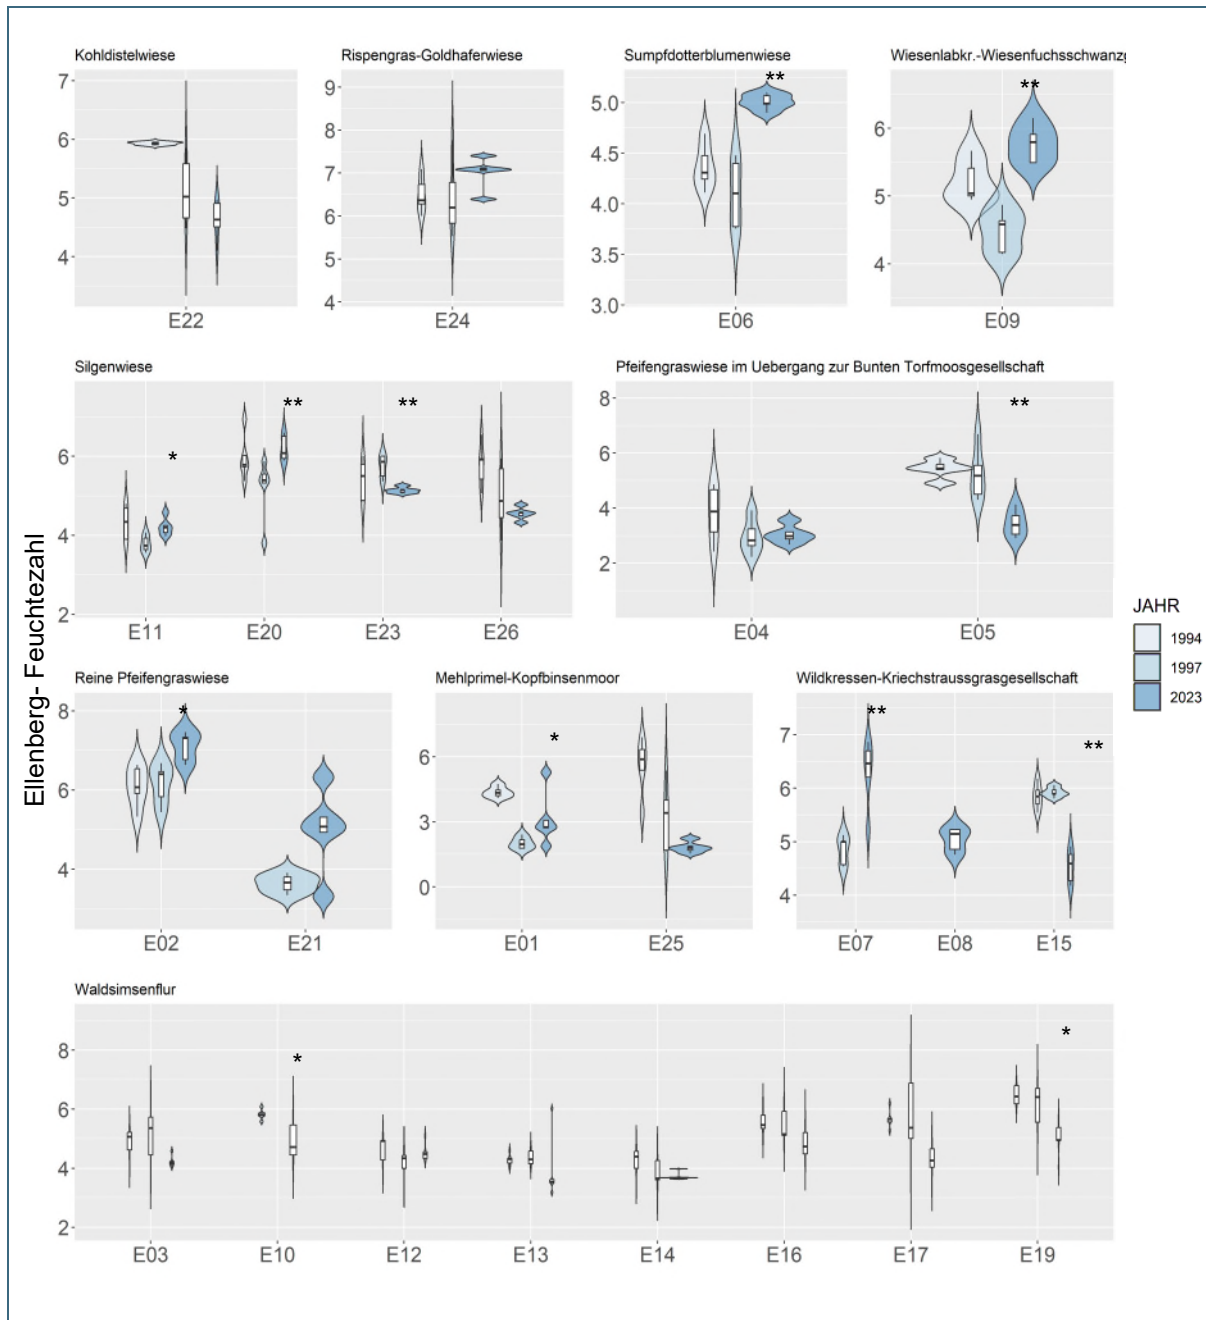 Kohldistelwiese
Rispengras-Goldhaferwiese
Sumpfdotterblumenwiese
Wiesenlabkr.-Wiesenfuchsschwanzg
7
6
5
4
E22
9
8
7
6
5
4
E24
**
5.0
4.5
4.0
3.5
3.0
E06
**
6
5
4
E09
Silgenwiese
Pfeifengraswiese im Uebergang zur Bunten Torfmoosgesellschaft
* ** **
6
4
2
E11 E20 E23 E26
**
8
6
4
2
E04 E05
Ellenberg- Feuchtezahl
JAHR
1994
1997
2023
Reine Pfeifengraswiese
Mehlprimel-Kopfbinsenmoor
Wildkressen-Kriechstraussgrasgesellschaft
*
8
6
4
E02 E21
*
6
3
0
E01 E25
** **
7
6
5
4
E07 E08 E15
Waldsimsenflur
* *
8
6
4
2
E03 E10 E12 E13 E14 E16 E17 E19